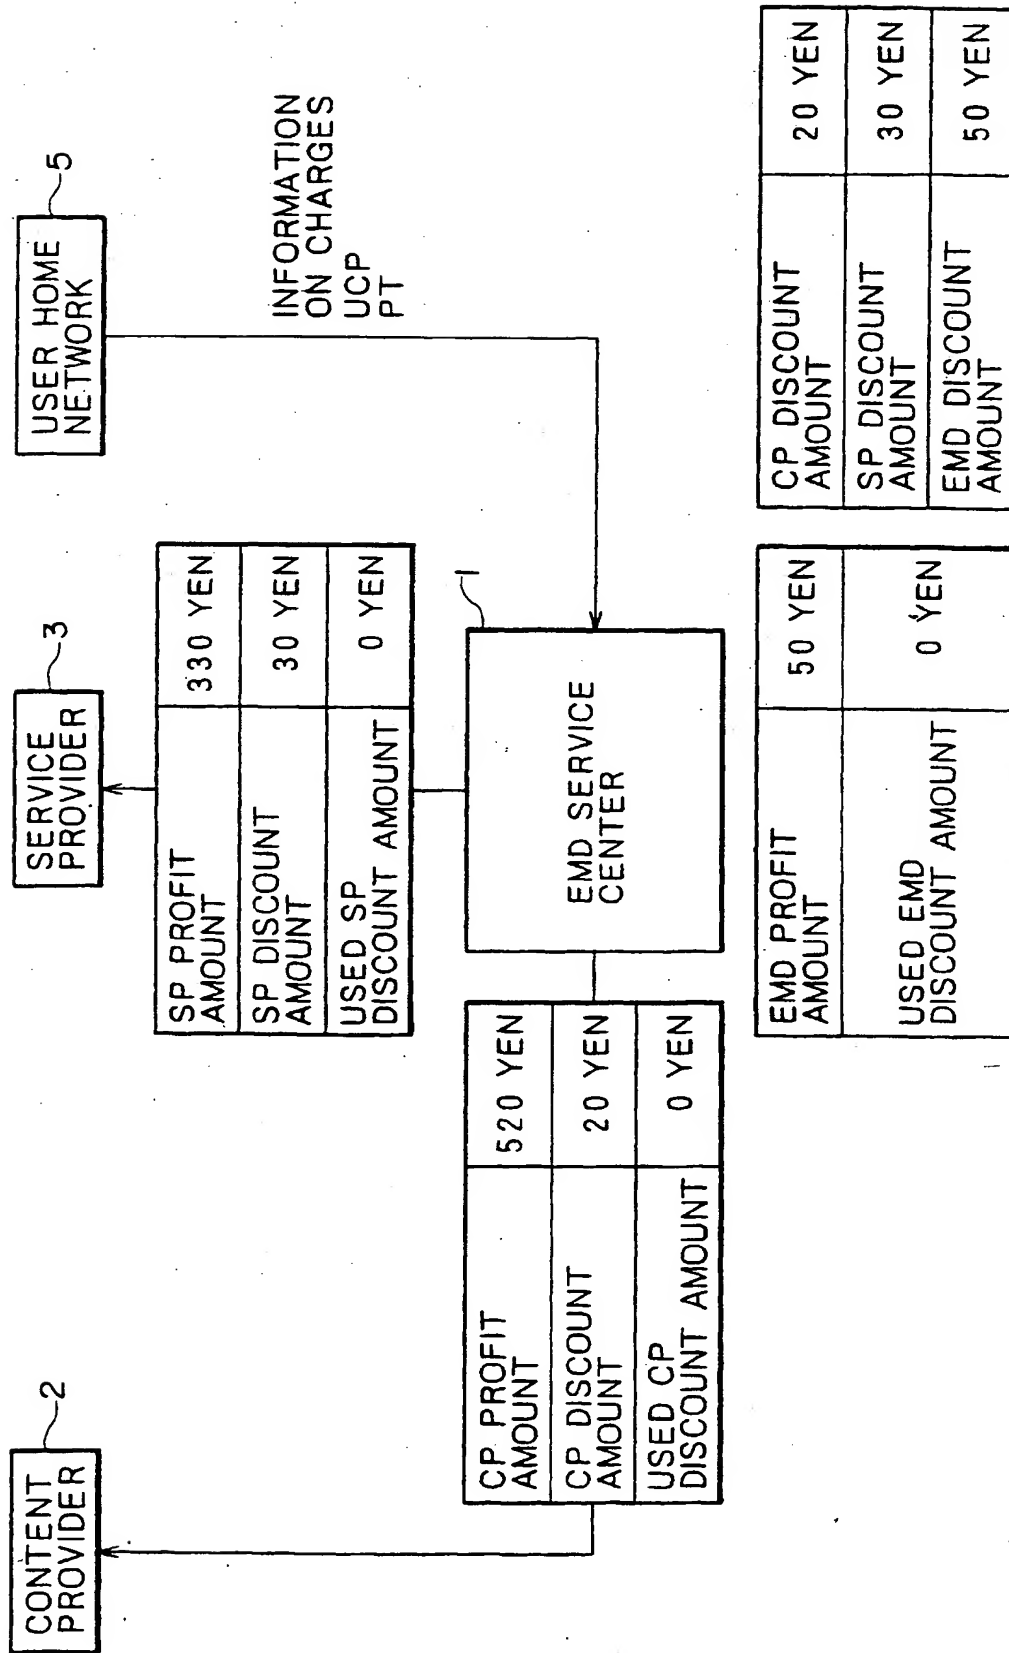 CONTENT
PROVIDER
2
SERVICE
PROVIDER
3
USER HOME
NETWORK
5
SP PROFIT
AMOUNT
330 YEN
SP DISCOUNT
AMOUNT
30 YEN
USED SP
DISCOUNT AMOUNT
0 YEN
INFORMATION
ON CHARGES
UCP
PT
CP PROFIT
AMOUNT
520 YEN
CP DISCOUNT
AMOUNT
20 YEN
USED CP
DISCOUNT AMOUNT
0 YEN
EMD SERVICE
CENTER
1
EMD PROFIT
AMOUNT
50 YEN
USED EMD
DISCOUNT AMOUNT
0 YEN
CP DISCOUNT
AMOUNT
20 YEN
SP DISCOUNT
AMOUNT
30 YEN
EMD DISCOUNT
AMOUNT
50 YEN